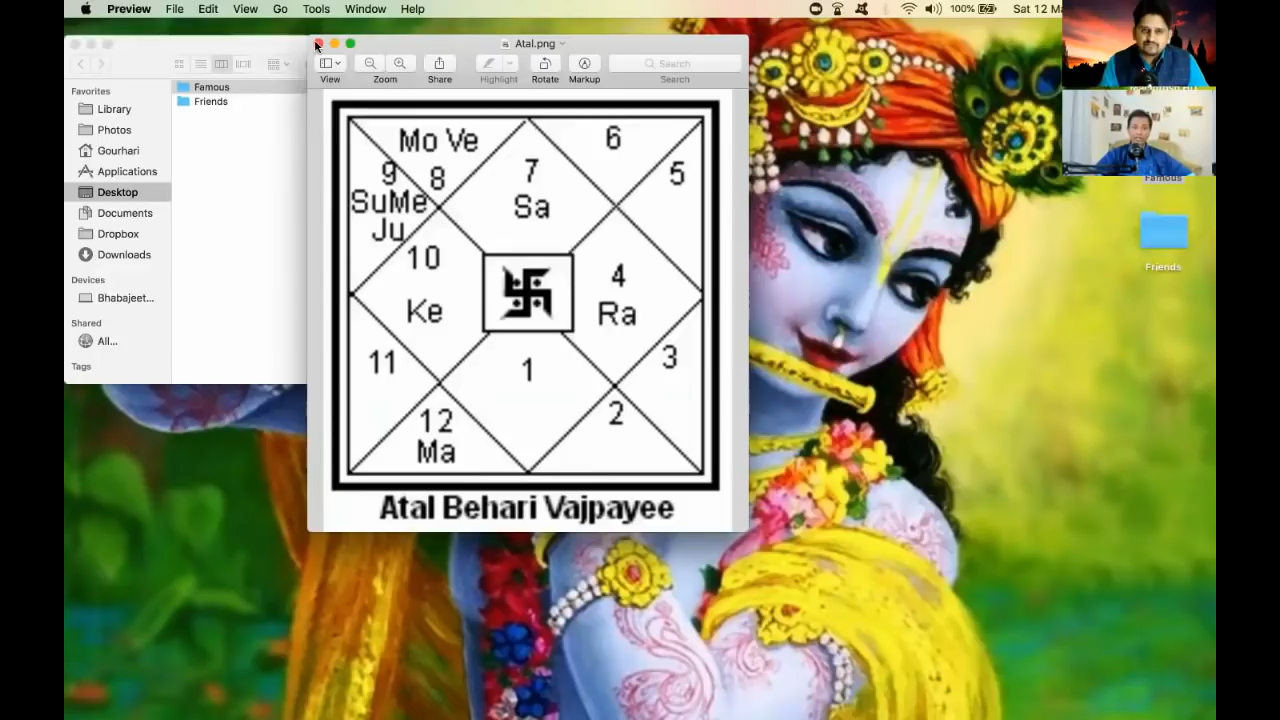 Preview File Edit View Go Tools Window Help
100%
Sat 12
Atal.png
View
Zoom
Share
Highlight
Rotate
Markup
Search
Search
Favorites
Library
Photos
Gourhari
Applications
Desktop
Documents
Dropbox
Downloads
Devices
Bhabajeet...
Shared
All...
Tags
Famous
Friends
Mo Ve
8
9
SuMe
Ju
7
Sa
6
5
10
Ke
4
Ra
11
1
3
12
Ma
2
Atal Behari Vajpayee
Famous
Friends